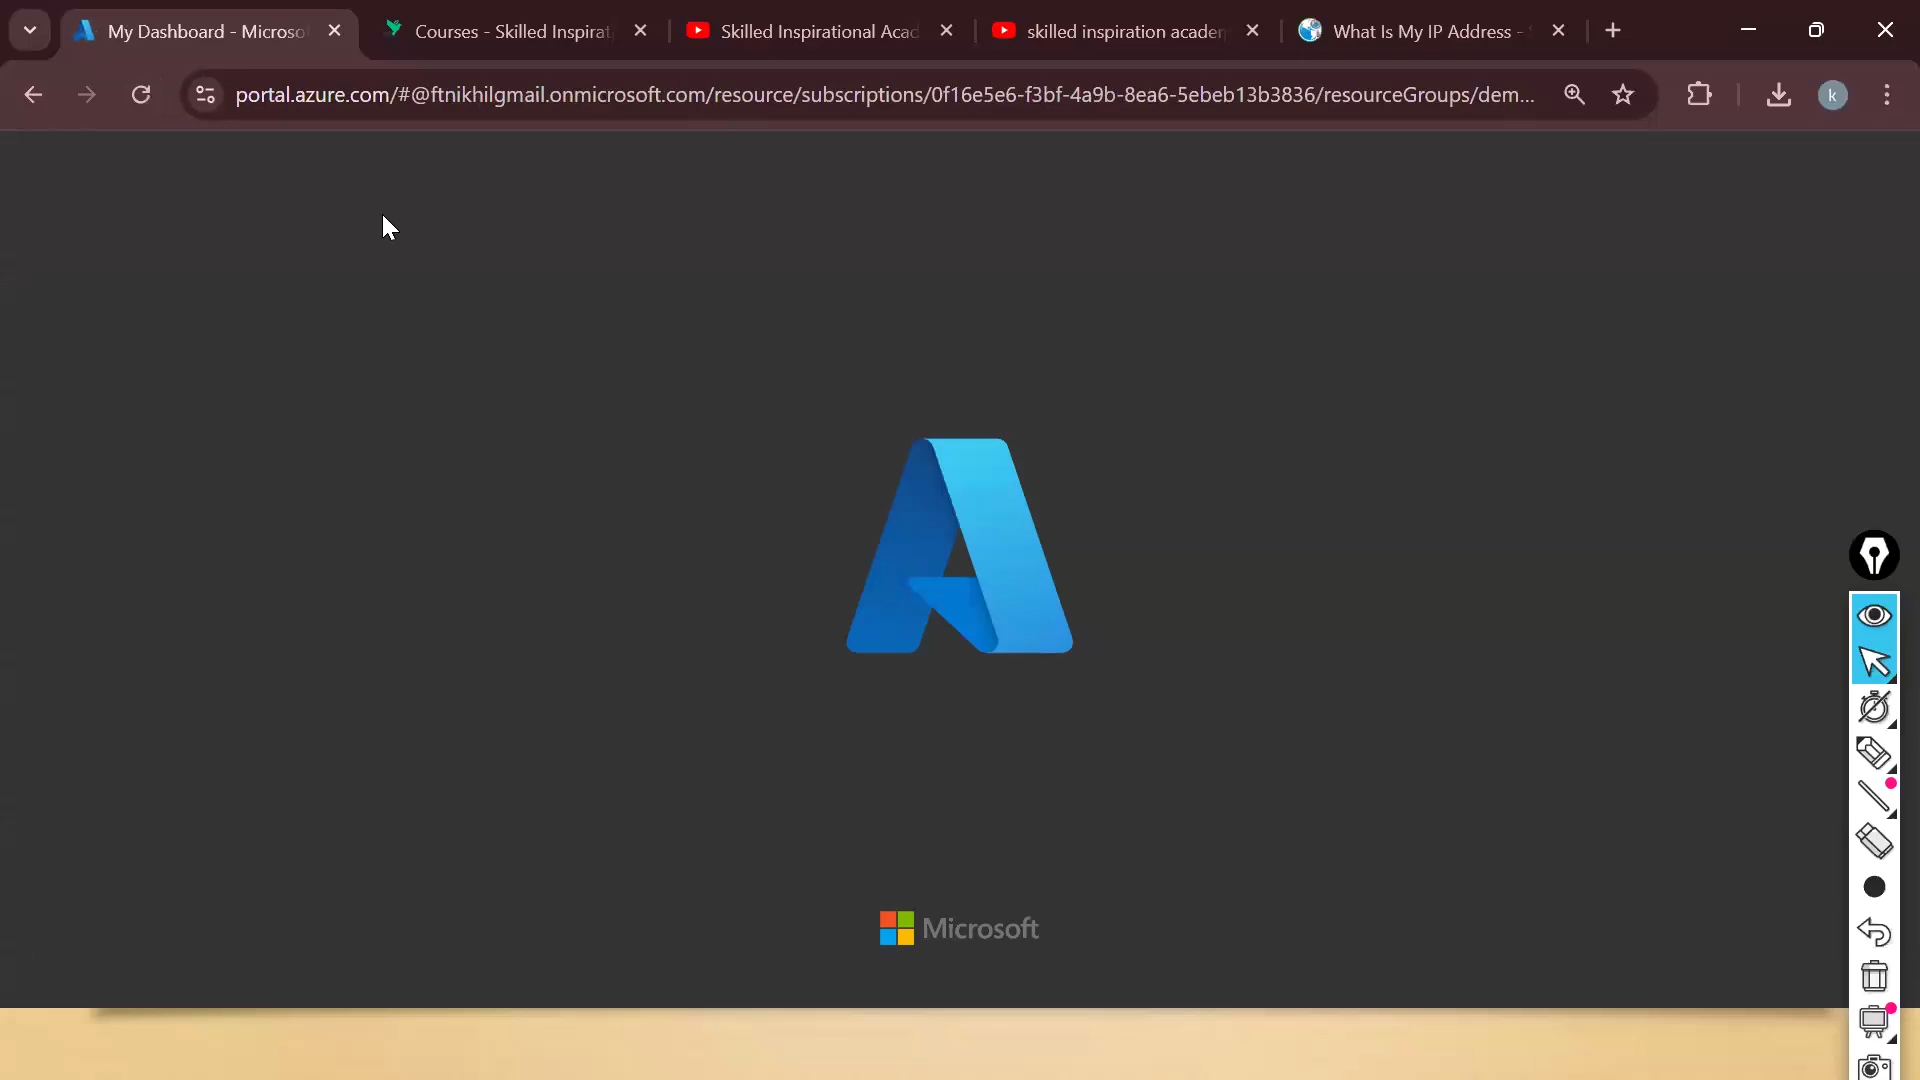 My Dashboard - Microso
Courses - Skilled Inspirat
Skilled Inspirational Acad
skilled inspiration acader
What Is My IP Address -
portal.azure.com/#@ftnikhilgmail.onmicrosoft.com/resource/subscriptions/0f16e5e6-f3bf-4a9b-8ea6-5ebeb13b3836/resourceGroups/dem...
k
Microsoft